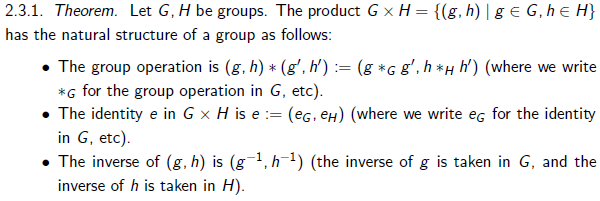 2.3.1. Theorem. Let G, H be groups. The product G × H = {(g, h) | g ∈ G, h ∈ H}
has the natural structure of a group as follows:
• The group operation is (g, h) ∗ (g′, h′) := (g ∗G g′, h ∗H h′) (where we write
∗G for the group operation in G, etc).
• The identity e in G × H is e := (eG, eH) (where we write eG for the identity
in G, etc).
• The inverse of (g, h) is (g⁻¹, h⁻¹) (the inverse of g is taken in G, and the
inverse of h is taken in H).